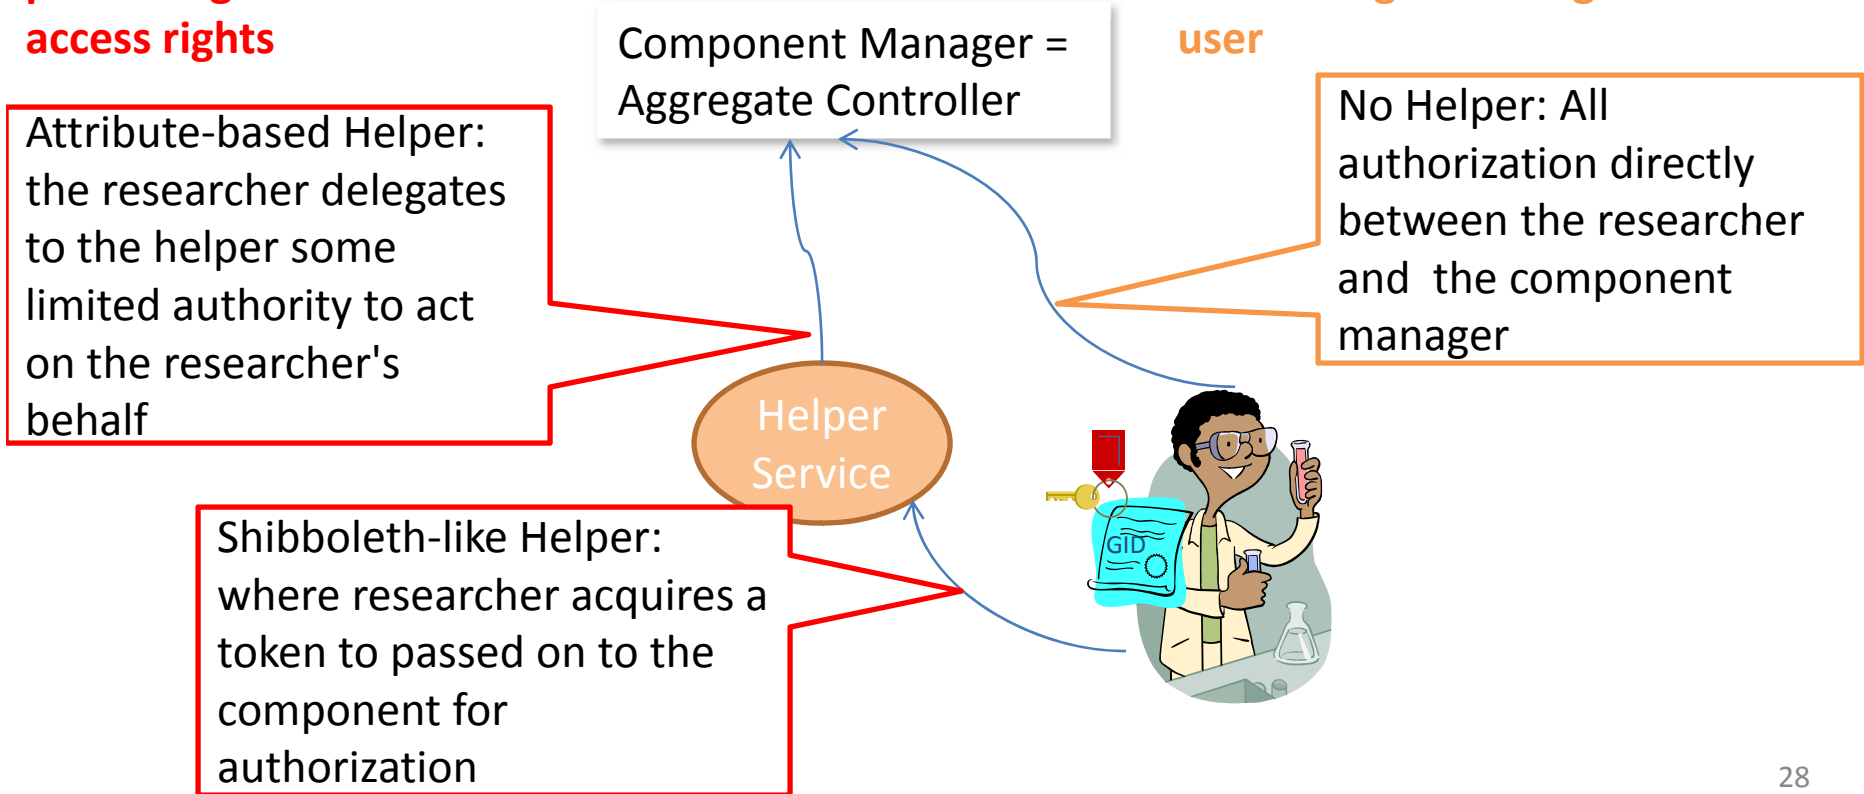 access rights
user
Component Manager =
Aggregate Controller
Attribute-based Helper:
the researcher delegates
to the helper some
limited authority to act
on the researcher's
behalf
No Helper: All
authorization directly
between the researcher
and  the component
manager
Helper
Service
GID
Shibboleth-like Helper:
where researcher acquires a
token to passed on to the
component for
authorization
28